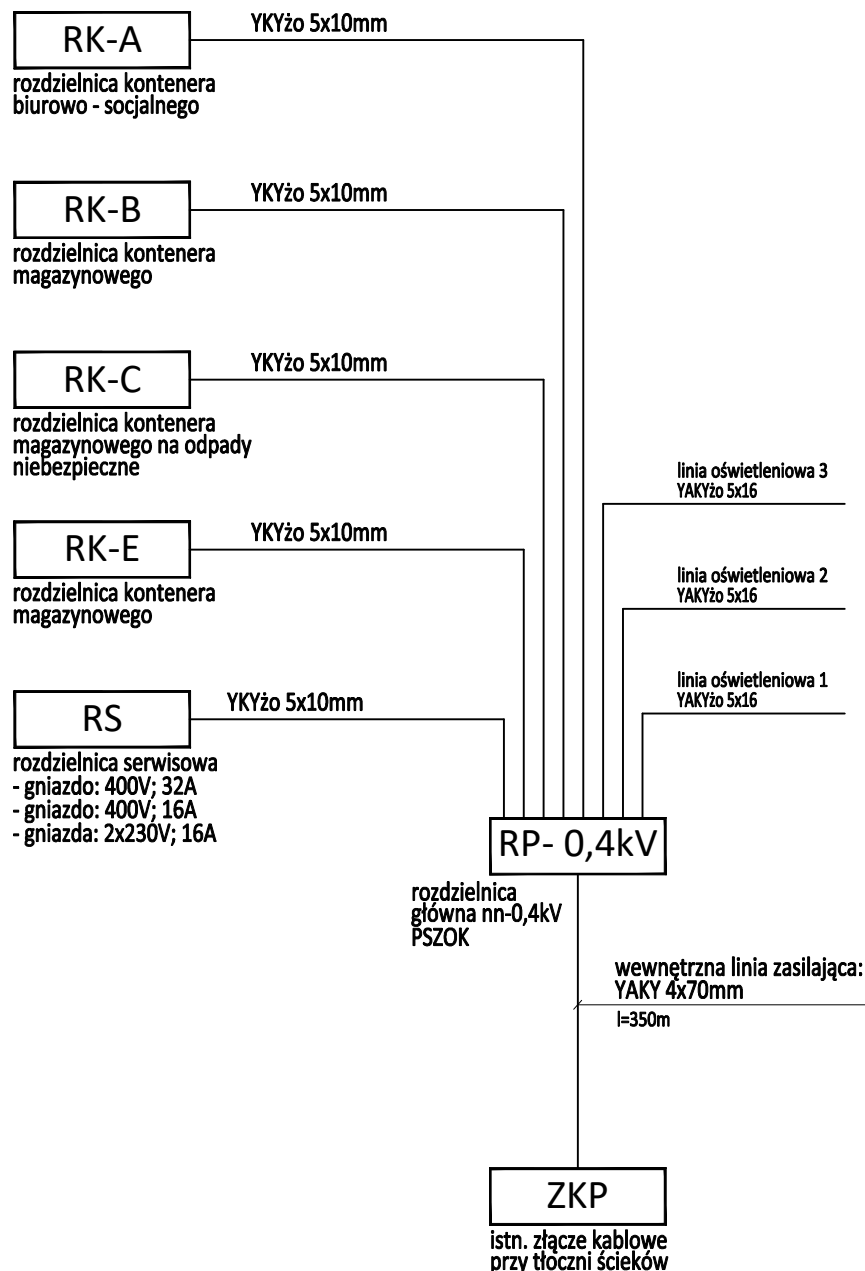 RK-A
YKYżo 5x10mm
rozdzielnica kontenera
biurowo - socjalnego
RK-B
YKYżo 5x10mm
rozdzielnica kontenera
magazynowego
RK-C
YKYżo 5x10mm
rozdzielnica kontenera
magazynowego na odpady
niebezpieczne
linia oświetleniowa 3
YAKYżo 5x16
RK-E
YKYżo 5x10mm
rozdzielnica kontenera
magazynowego
linia oświetleniowa 2
YAKYżo 5x16
RS
YKYżo 5x10mm
rozdzielnica serwisowa
- gniazdo: 400V; 32A
- gniazdo: 400V; 16A
- gniazda: 2x230V; 16A
linia oświetleniowa 1
YAKYżo 5x16
RP- 0,4kV
rozdzielnica
główna nn-0,4kV
PSZOK
wewnętrzna linia zasilająca:
YAKY 4x70mm
l=350m
ZKP
istn. złącze kablowe
przy tłoczni ścieków